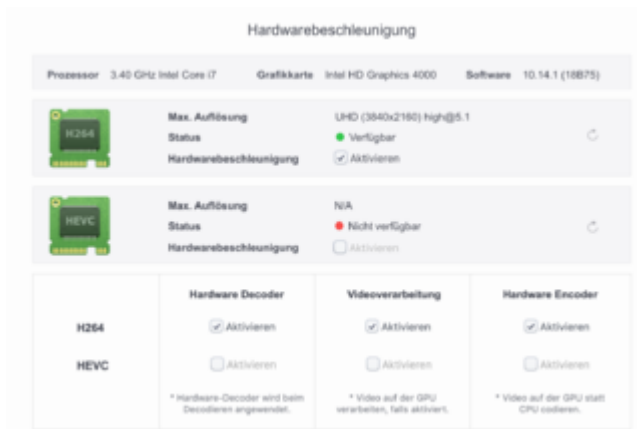 Hardwarebeschleunigung
Prozessor 3.40 GHz Intel Core i7 Grafikkarte Intel HD Graphics 4000 Software 10.14.1 (18B75)
H264
Max. Auflösung UHD (3840x2160) high@5.1
Status Verfügbar
Hardwarebeschleunigung Aktivieren
HEVC
Max. Auflösung N/A
Status Nicht verfügbar
Hardwarebeschleunigung Aktivieren
Hardware Decoder Videoverarbeitung Hardware Encoder
H264 Aktivieren Aktivieren Aktivieren
HEVC Aktivieren Aktivieren Aktivieren
* Hardware-Decoder wird beim * Video auf der GPU * Video auf der GPU statt
Decodieren angewendet. verarbeiten, falls aktiviert. CPU codieren.